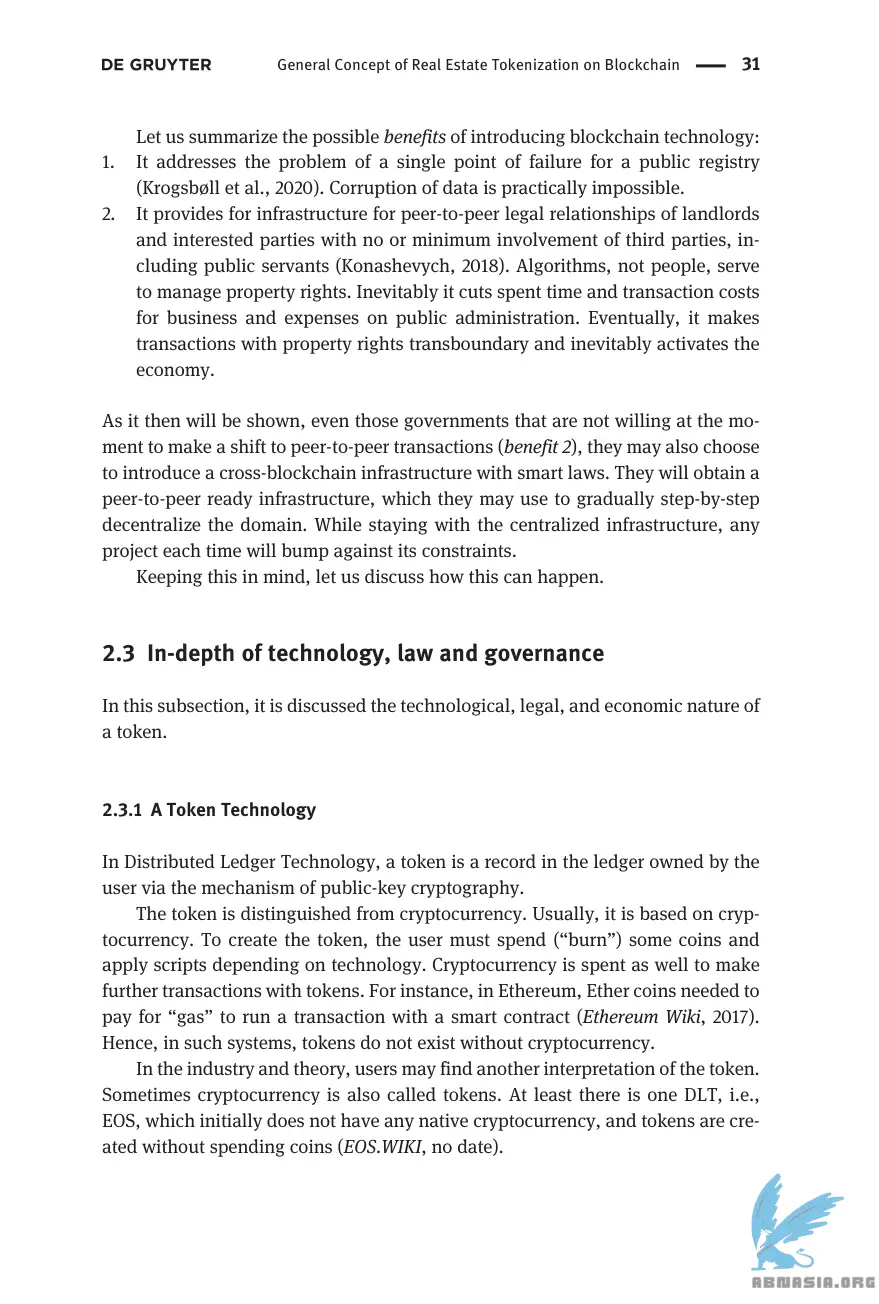 DE GRUYTER General Concept of Real Estate Tokenization on Blockchain — 31
Let us summarize the possible benefits of introducing blockchain technology:
1. It addresses the problem of a single point of failure for a public registry
(Krogsbøll et al., 2020). Corruption of data is practically impossible.
2. It provides for infrastructure for peer-to-peer legal relationships of landlords
and interested parties with no or minimum involvement of third parties, in-
cluding public servants (Konashevych, 2018). Algorithms, not people, serve
to manage property rights. Inevitably it cuts spent time and transaction costs
for business and expenses on public administration. Eventually, it makes
transactions with property rights transboundary and inevitably activates the
economy.
As it then will be shown, even those governments that are not willing at the mo-
ment to make a shift to peer-to-peer transactions (benefit 2), they may also choose
to introduce a cross-blockchain infrastructure with smart laws. They will obtain a
peer-to-peer ready infrastructure, which they may use to gradually step-by-step
decentralize the domain. While staying with the centralized infrastructure, any
project each time will bump against its constraints.
Keeping this in mind, let us discuss how this can happen.
2.3 In-depth of technology, law and governance
In this subsection, it is discussed the technological, legal, and economic nature of
a token.
2.3.1 A Token Technology
In Distributed Ledger Technology, a token is a record in the ledger owned by the
user via the mechanism of public-key cryptography.
The token is distinguished from cryptocurrency. Usually, it is based on cryp-
tocurrency. To create the token, the user must spend (“burn”) some coins and
apply scripts depending on technology. Cryptocurrency is spent as well to make
further transactions with tokens. For instance, in Ethereum, Ether coins needed to
pay for “gas” to run a transaction with a smart contract (Ethereum Wiki, 2017).
Hence, in such systems, tokens do not exist without cryptocurrency.
In the industry and theory, users may find another interpretation of the token.
Sometimes cryptocurrency is also called tokens. At least there is one DLT, i.e.,
EOS, which initially does not have any native cryptocurrency, and tokens are cre-
ated without spending coins (EOS.WIKI, no date).
ABNASIA.ORG